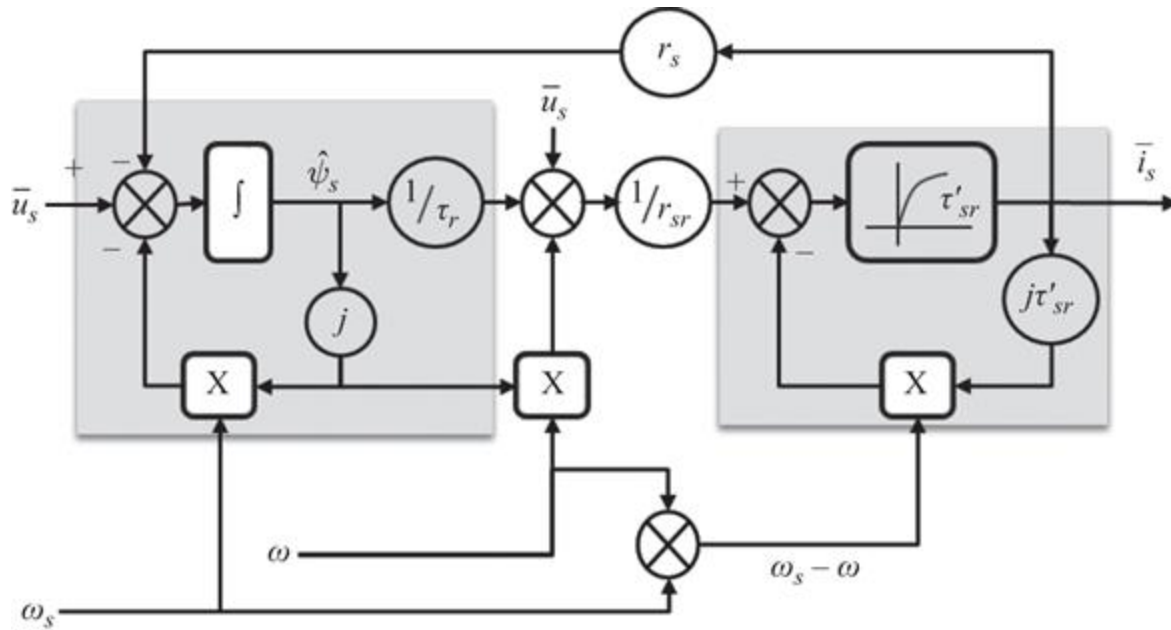 r_s
ū_s
+
−
ū_s
−
∫
ψ̂_s
1/τ_r
1/r_sr
+
−
τ'_sr
ī_s
j
jτ'_sr
X
X
X
ω
ω_s − ω
ω_s